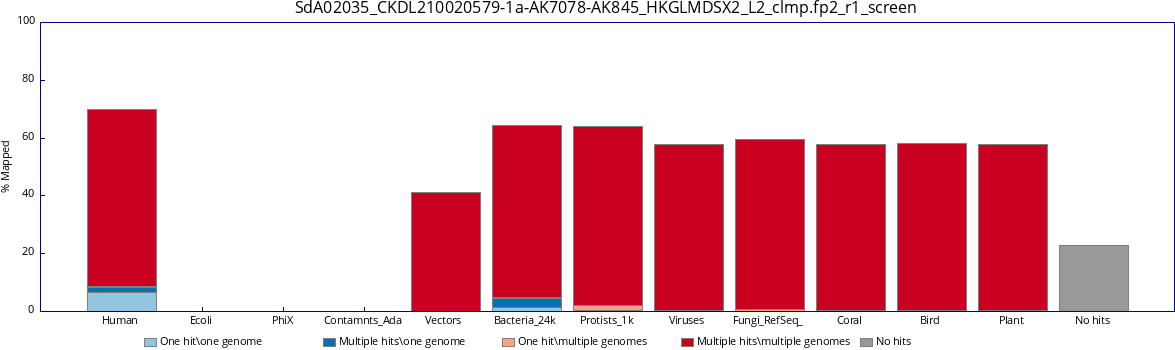 SdA02035_CKDL210020579-1a-AK7078-AK845_HKGLMDSX2_L2_clmp.fp2_r1_screen
100
80
60
40
20
0
% Mapped
Human Ecoli PhiX Contamnts_Ada Vectors Bacteria_24k Protists_1k Viruses Fungi_RefSeq_ Coral Bird Plant No hits
One hit\one genome Multiple hits\one genome One hit\multiple genomes Multiple hits\multiple genomes No hits